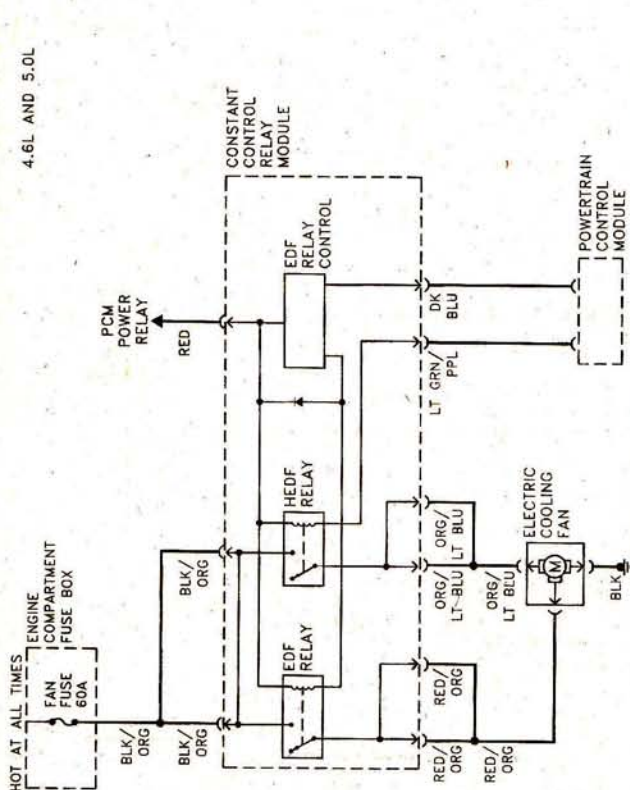 4.6L AND 5.0L
HOT AT ALL TIMES
ENGINE
COMPARTMENT
FUSE BOX
FAN
FUSE
60A
BLK/
ORG
BLK/
ORG
BLK/
ORG
PCM
POWER
RELAY
RED
CONSTANT
CONTROL
RELAY
MODULE
EDF
RELAY
HEDF
RELAY
EDF
RELAY
CONTROL
RED/
ORG
RED/
ORG
RED/
ORG
ORG/
LT BLU
ORG/
LT BLU
ORG/
LT BLU
LT GRN/
PPL
DK
BLU
ELECTRIC
COOLING
FAN
M
BLK
POWERTRAIN
CONTROL
MODULE